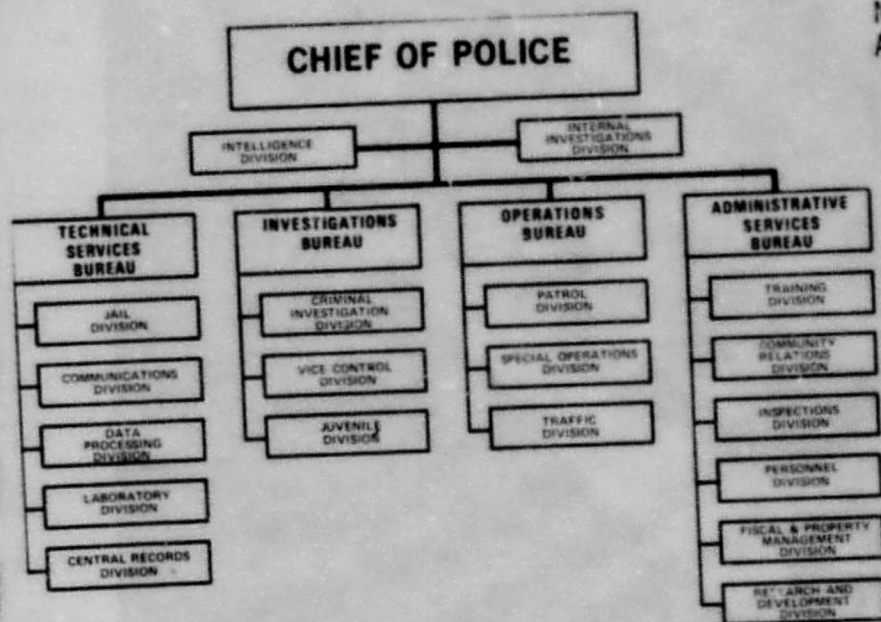 CHIEF OF POLICE
INTELLIGENCE
DIVISION
INTERNAL
INVESTIGATIONS
DIVISION
TECHNICAL
SERVICES
BUREAU
JAIL
DIVISION
COMMUNICATIONS
DIVISION
DATA
PROCESSING
DIVISION
LABORATORY
DIVISION
CENTRAL RECORDS
DIVISION
INVESTIGATIONS
BUREAU
CRIMINAL
INVESTIGATION
DIVISION
VICE CONTROL
DIVISION
JUVENILE
DIVISION
OPERATIONS
BUREAU
PATROL
DIVISION
SPECIAL OPERATIONS
DIVISION
TRAFFIC
DIVISION
ADMINISTRATIVE
SERVICES
BUREAU
TRAINING
DIVISION
COMMUNITY
RELATIONS
DIVISION
INSPECTIONS
DIVISION
PERSONNEL
DIVISION
FISCAL & PROPERTY
MANAGEMENT
DIVISION
RESEARCH AND
DEVELOPMENT
DIVISION